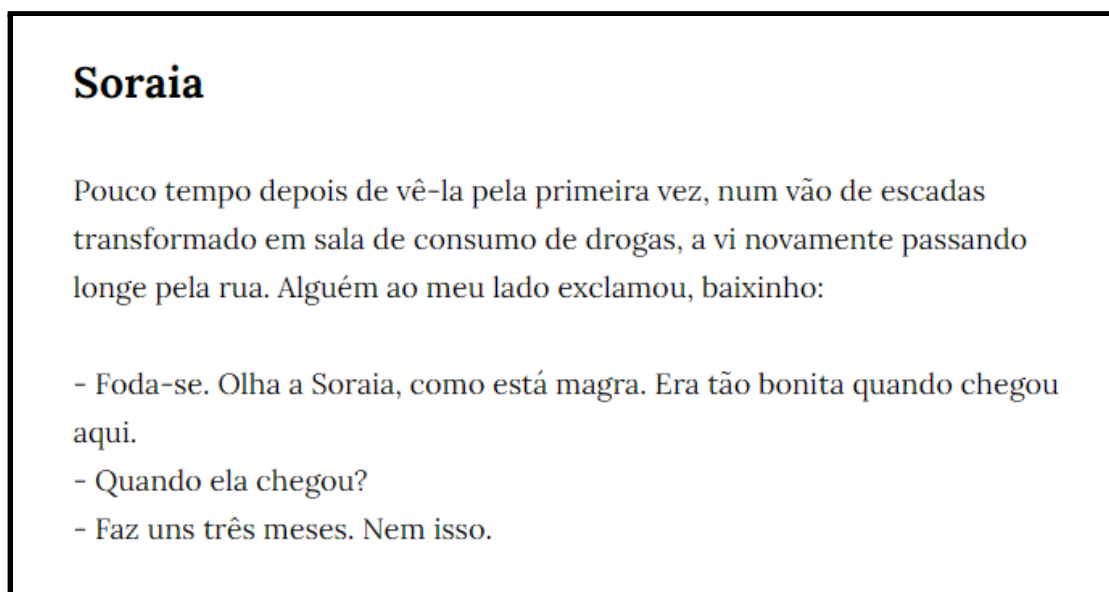 Soraia
Pouco tempo depois de vê-la pela primeira vez, num vão de escadas
transformado em sala de consumo de drogas, a vi novamente passando
longe pela rua. Alguém ao meu lado exclamou, baixinho:
- Foda-se. Olha a Soraia, como está magra. Era tão bonita quando chegou
aqui.
- Quando ela chegou?
- Faz uns três meses. Nem isso.